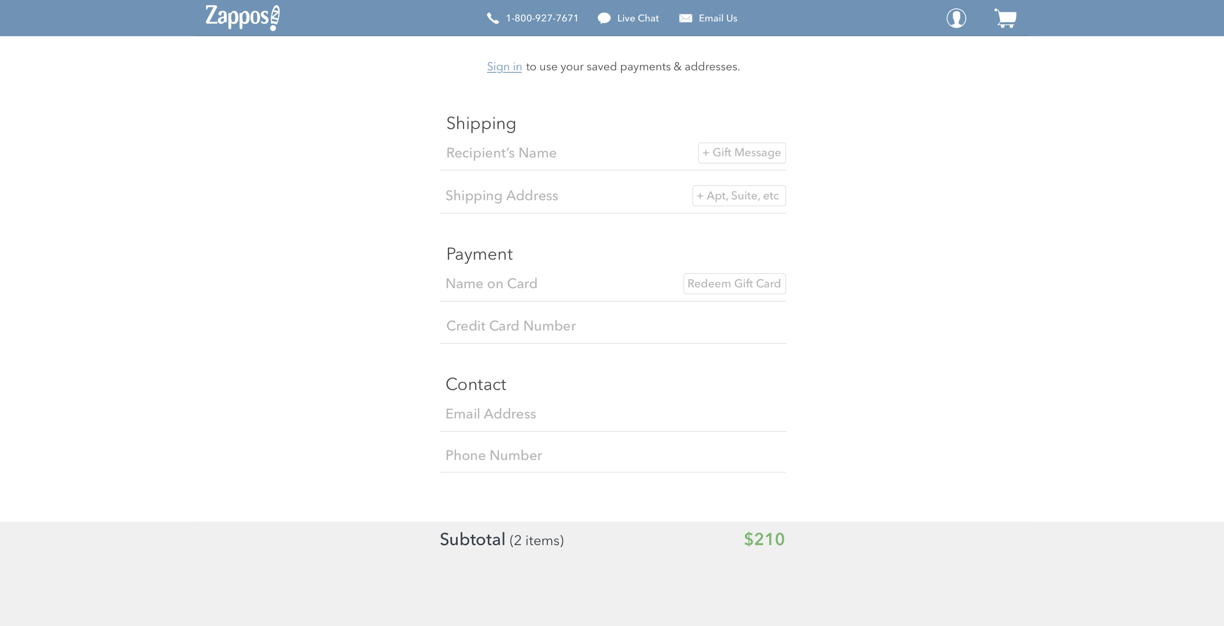 Zappos
1-800-927-7671 Live Chat Email Us
Sign in to use your saved payments & addresses.
Shipping
Recipient's Name + Gift Message
Shipping Address + Apt, Suite, etc
Payment
Name on Card Redeem Gift Card
Credit Card Number
Contact
Email Address
Phone Number
Subtotal (2 items) $210